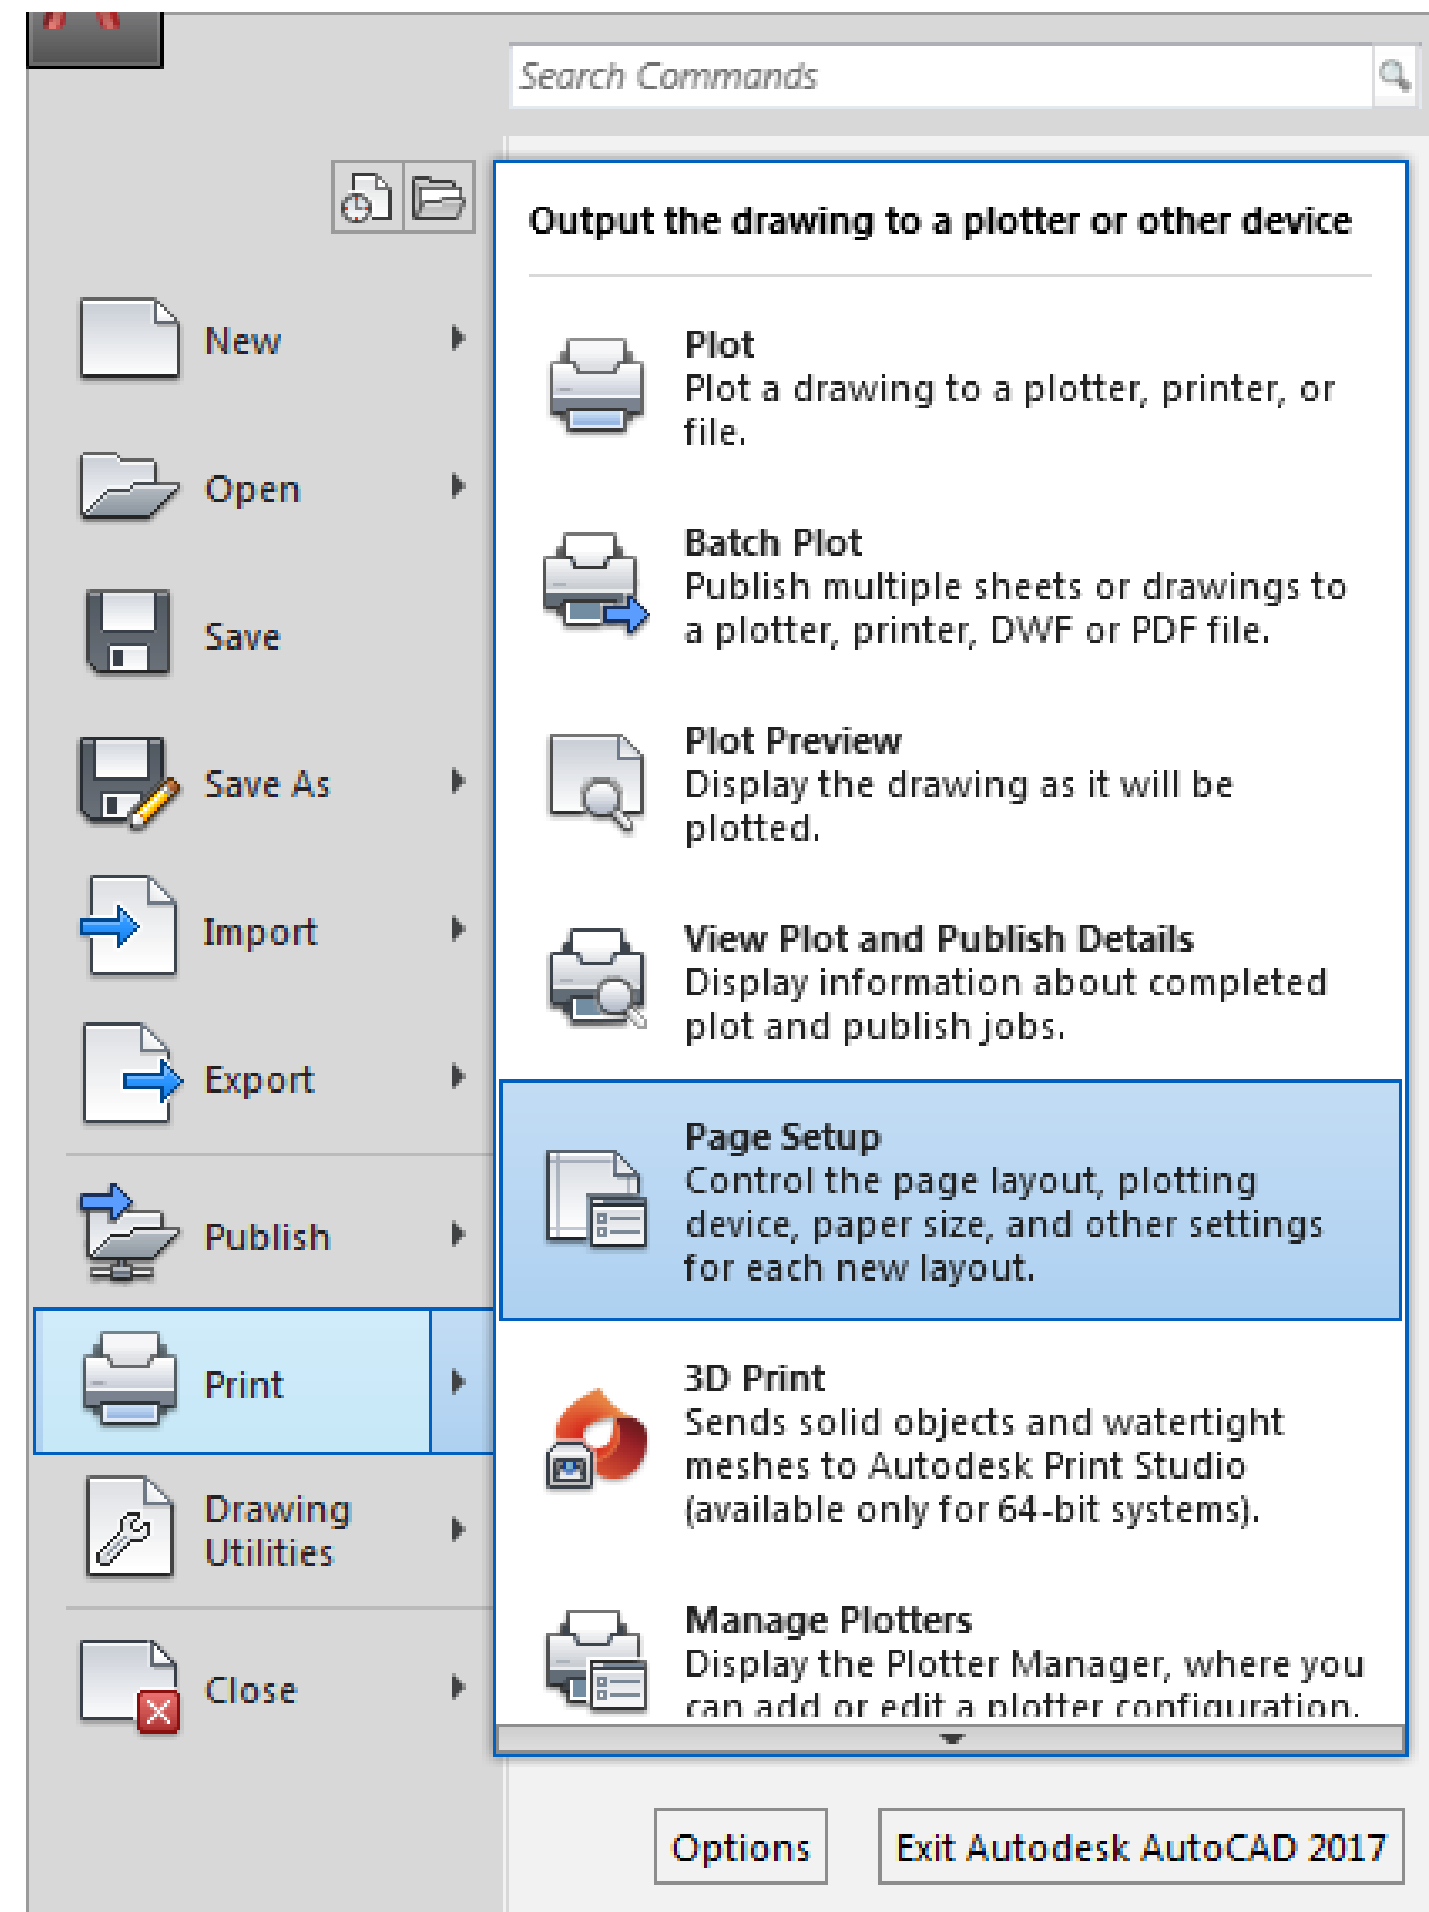 Search Commands
Output the drawing to a plotter or other device
New
Open
Save
Save As
Import
Export
Publish
Print
Drawing
Utilities
Close
Plot
Plot a drawing to a plotter, printer, or
file.
Batch Plot
Publish multiple sheets or drawings to
a plotter, printer, DWF or PDF file.
Plot Preview
Display the drawing as it will be
plotted.
View Plot and Publish Details
Display information about completed
plot and publish jobs.
Page Setup
Control the page layout, plotting
device, paper size, and other settings
for each new layout.
3D Print
Sends solid objects and watertight
meshes to Autodesk Print Studio
(available only for 64-bit systems).
Manage Plotters
Display the Plotter Manager, where you
can add or edit a plotter configuration.
Options
Exit Autodesk AutoCAD 2017